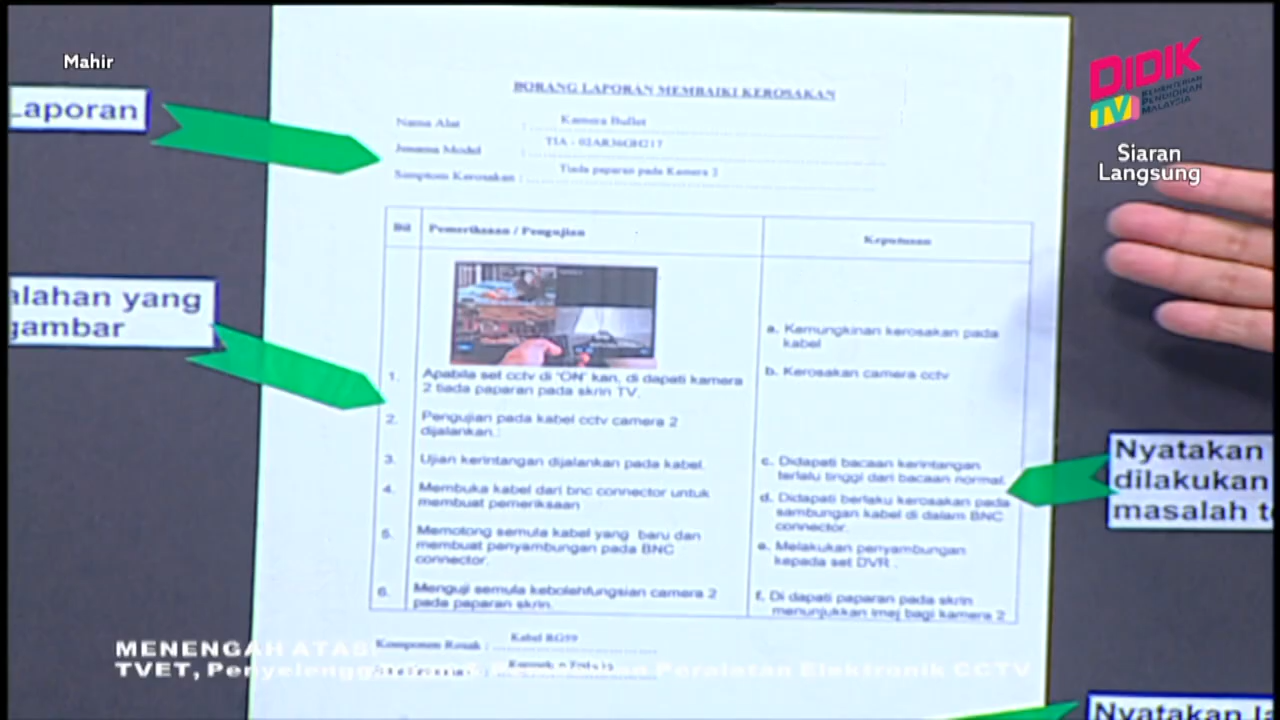 Mahir
Laporan
DIDIK
TV
KEMENTERIAN
PENDIDIKAN
MALAYSIA
Siaran
Langsung
BORANG LAPORAN MEMBAIKI KEROSAKAN
Nama Alat : Kamera Bullet
Jenama Model : TIA -
Simptom Kerosakan : Tiada paparan pada Kamera 2
Bil Pemeriksaan / Pengujian Keputusan
alahan yang
gambar
1. Apabila set cctv di 'ON' kan, di dapati kamera
2 tiada paparan pada skrin TV.
a. Kemungkinan kerosakan pada
kabel
b. Kerosakan camera cctv
2. Pengujian pada kabel cctv camera 2
dijalankan.:
3. Ujian kerintangan dijalankan pada kabel.
c. Didapati bacaan kerintangan
terlalu tinggi dari bacaan normal.
4. Membuka kabel dari bnc connector untuk
membuat pemeriksaan
d. Didapati berlaku kerosakan pada
sambungan kabel di dalam BNC
connector.
5. Memotong semula kabel yang baru dan
membuat penyambungan pada BNC
connector.
e. Melakukan penyambungan
kepada set DVR .
6. Menguji semula kebolehfungsian camera 2
pada paparan skrin.
f. Di dapati paparan pada skrin
menunjukkan imej bagi kamera 2
Nyatakan
dilakukan
masalah te
Komponen Rosak : Kabel RG59
MENENGAH ATAS
TVET, Peralatan Elektronik CCTV
Nyatakan la